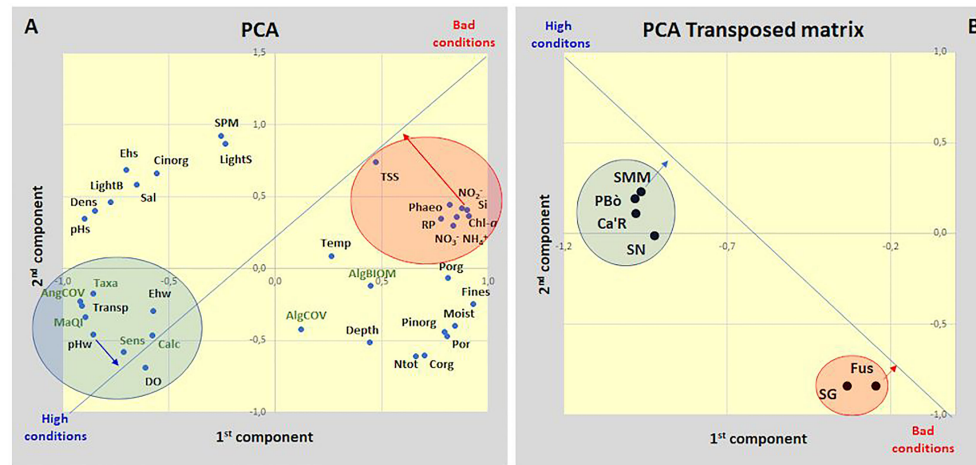 A
PCA
Bad
conditions
1,5
SPM
1,0
LightS
Ehs
Cinorg
TSS
LightB
Sal
0,5
NO₂⁻
Si
Dens
Phaeo
pHs
RP
Chl-a
NO₃⁻ NH₄⁺
Temp
2nd component
-1,0
-0,5
0,0
0,0
0,5
1,0
AlgBIOM
Porg
Taxa
AngCOV
Ehw
Transp
Fines
MaQI
AlgCOV
Moist
Depth
Pinorg
pHw
Sens
Calc
-0,5
Por
DO
Ntot
Corg
-1,0
High
conditions
1st component
High
conditons
PCA Transposed matrix
B
1,0
0,5
SMM
PBò
Ca'R
SN
-1,2
-0,7
-0,2
0,0
2nd component
-0,5
Fus
SG
-1,0
1st component
Bad
conditions